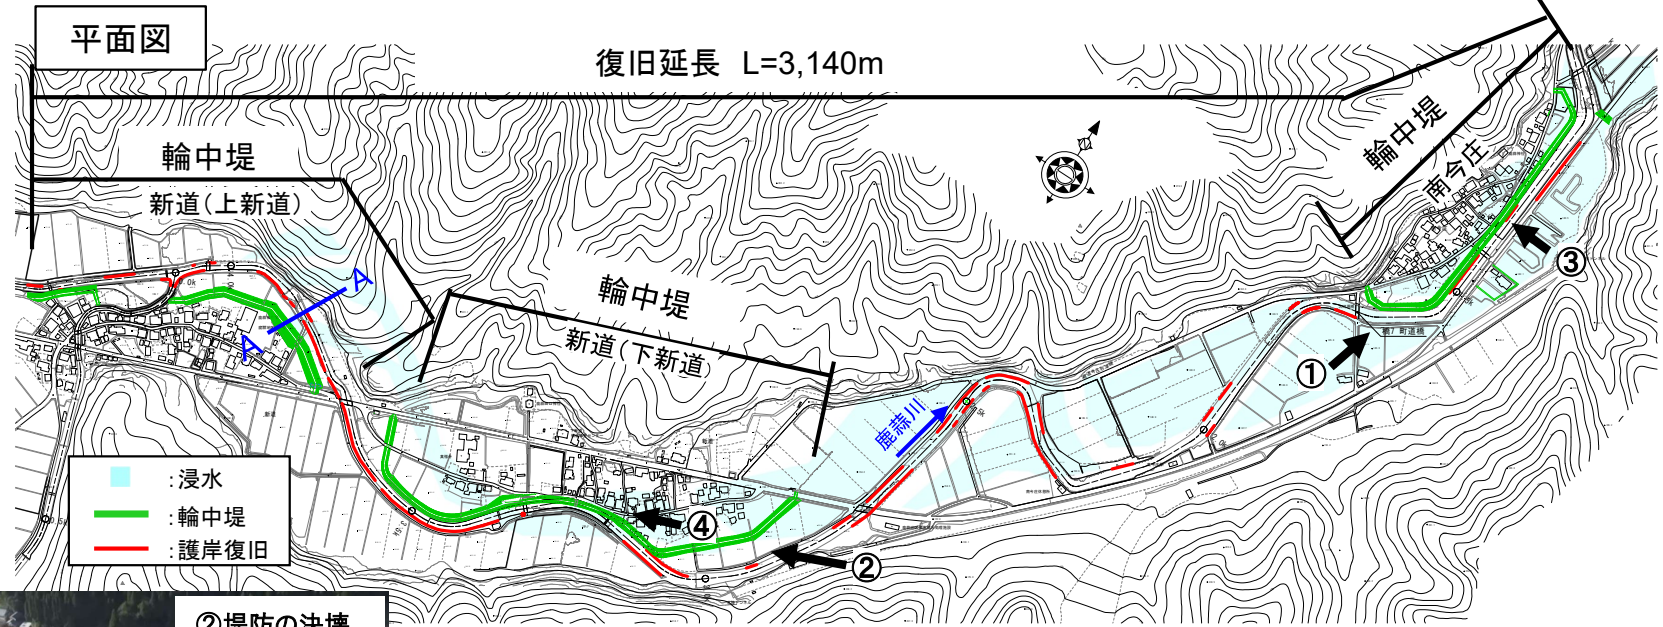 平面図
復旧延長 L=3,140m
輪中堤
新道(上新道)
輪中堤
新道(下新道)
輪中堤
南今庄
A
A
鹿蒜川
①
②
③
④
:浸水
:輪中堤
:護岸復旧
②堤防の決壊